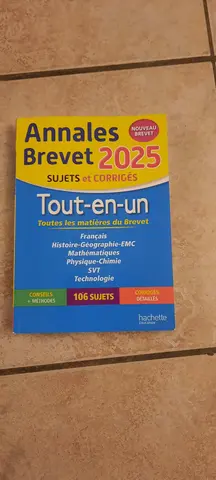 NOUVEAU
BREVET
Annales
Brevet 2025
SUJETS et CORRIGÉS
Tout-en-un
Toutes les matières du Brevet
Français
Histoire-Géographie-EMC
Mathématiques
Physique-Chimie
SVT
Technologie
CONSEILS
+ MÉTHODES
106 SUJETS
CORRIGÉS
DÉTAILLÉS
hachette